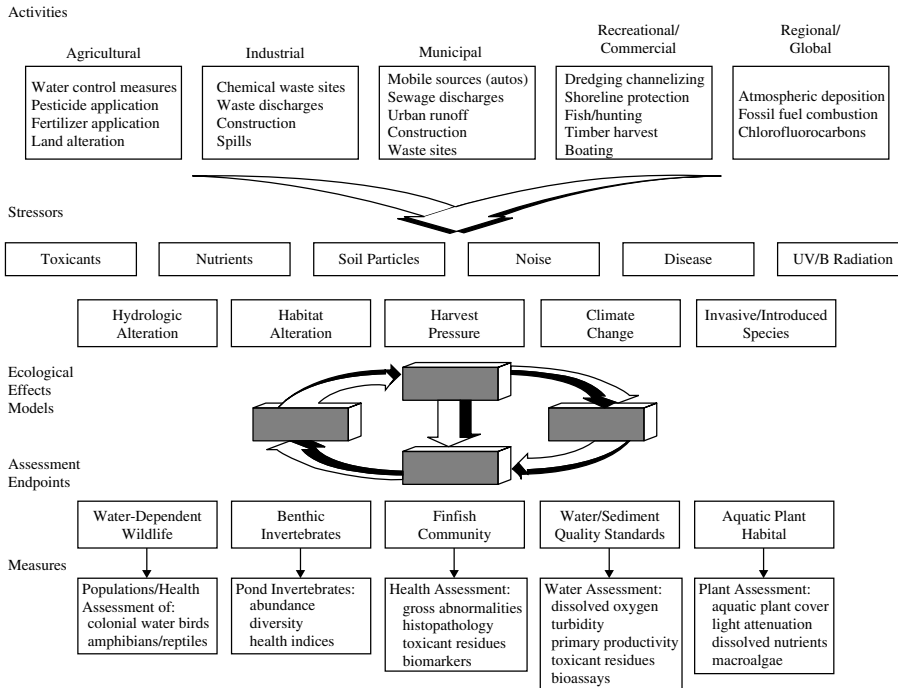 Activities
Agricultural
Industrial
Municipal
Recreational/
Commercial
Regional/
Global
Water control measures
Pesticide application
Fertilizer application
Land alteration
Chemical waste sites
Waste discharges
Construction
Spills
Mobile sources (autos)
Sewage discharges
Urban runoff
Construction
Waste sites
Dredging channelizing
Shoreline protection
Fish/hunting
Timber harvest
Boating
Atmospheric deposition
Fossil fuel combustion
Chlorofluorocarbons
Stressors
Toxicants
Nutrients
Soil Particles
Noise
Disease
UV/B Radiation
Hydrologic
Alteration
Habitat
Alteration
Harvest
Pressure
Climate
Change
Invasive/Introduced
Species
Ecological
Effects
Models
Assessment
Endpoints
Water-Dependent
Wildlife
Benthic
Invertebrates
Finfish
Community
Water/Sediment
Quality Standards
Aquatic Plant
Habital
Measures
Populations/Health
Assessment of:
colonial water birds
amphibians/reptiles
Pond Invertebrates:
abundance
diversity
health indices
Health Assessment:
gross abnormalities
histopathology
toxicant residues
biomarkers
Water Assessment:
dissolved oxygen
turbidity
primary productivity
toxicant residues
bioassays
Plant Assessment:
aquatic plant cover
light attenuation
dissolved nutrients
macroalgae